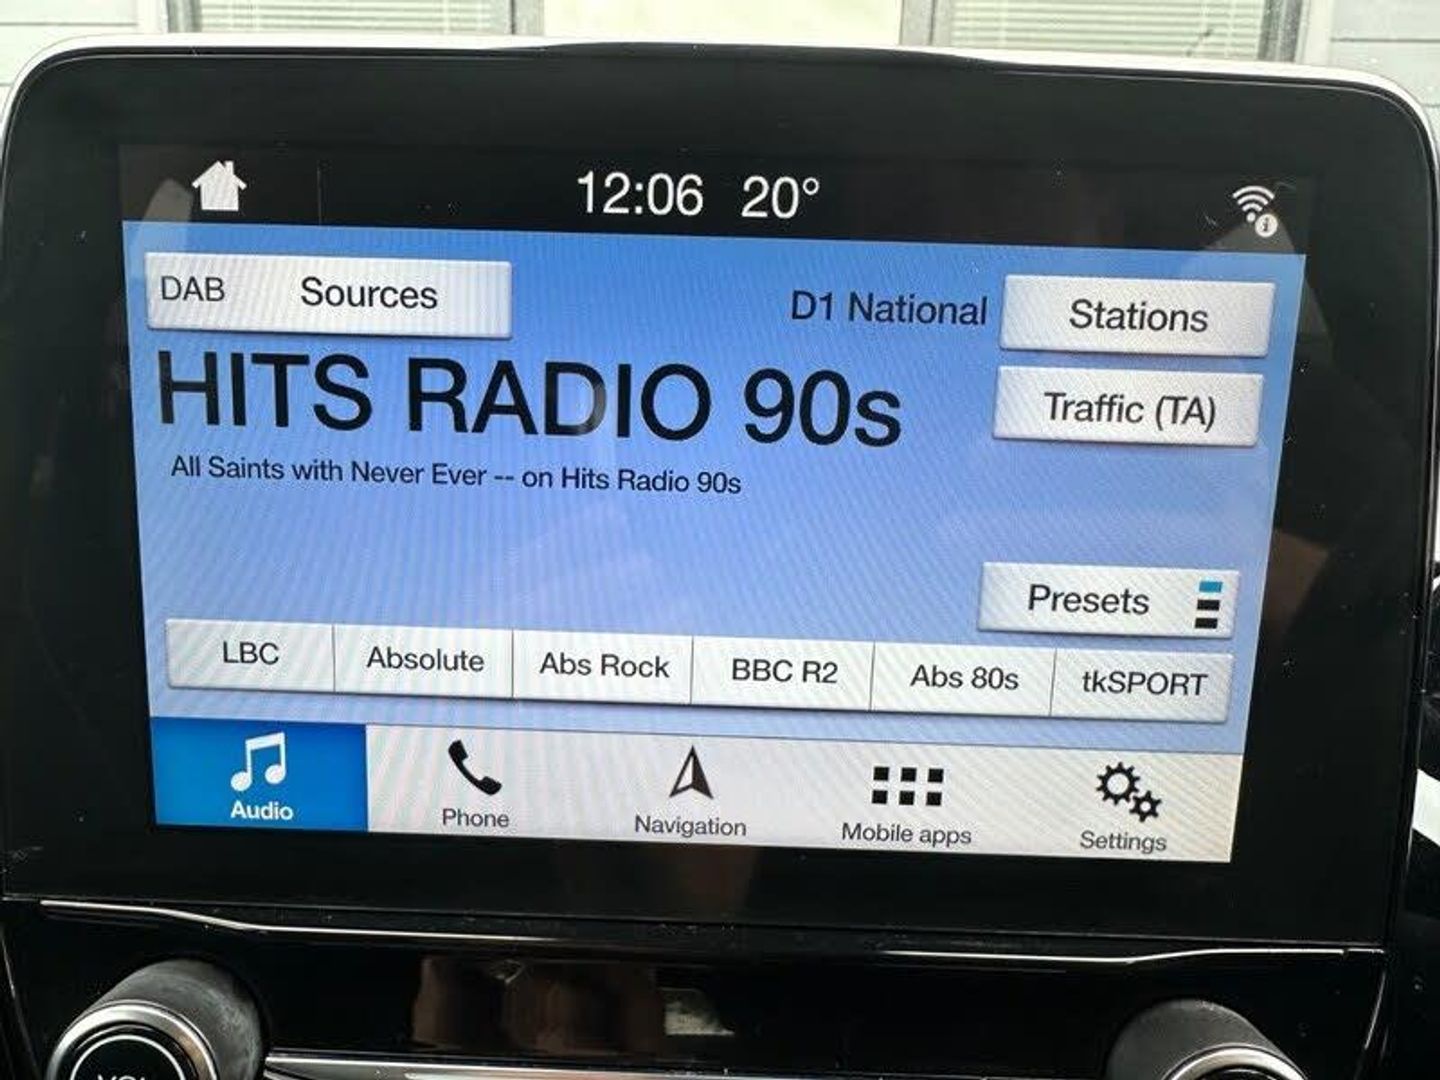 12:06 20°
DAB Sources
D1 National Stations
HITS RADIO 90s
Traffic (TA)
All Saints with Never Ever -- on Hits Radio 90s
Presets
LBC Absolute Abs Rock BBC R2 Abs 80s tkSPORT
Audio Phone Navigation Mobile apps Settings